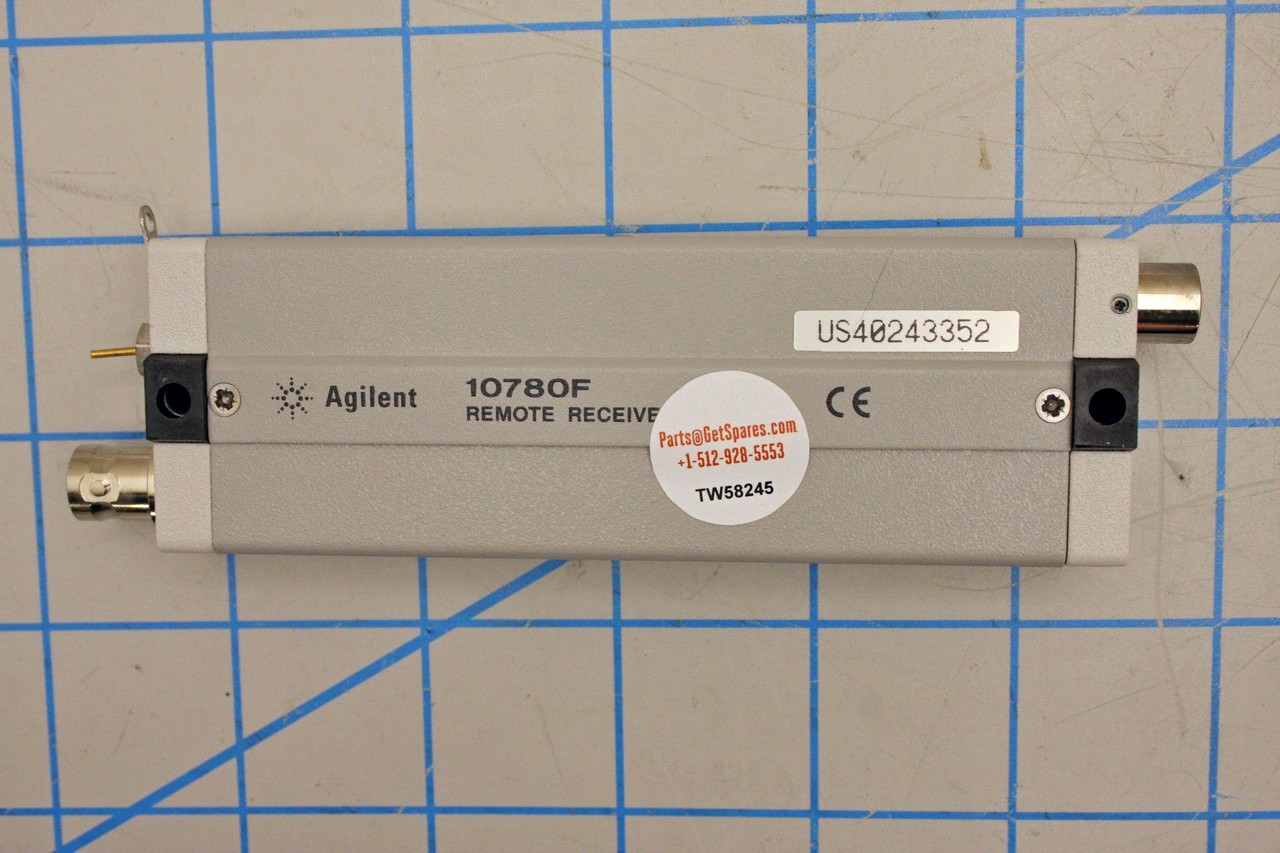 US40243352
Agilent
10780F
REMOTE RECEIVE
CE
Parts@GetSpares.com
+1-512-928-5553
TW58245